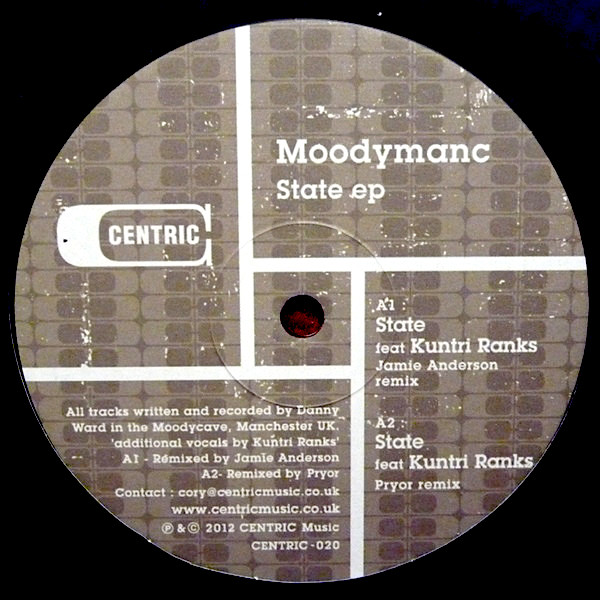 Moodymanc
State ep
CENTRIC
A1 :
State
feat Kuntri Ranks
Jamie Anderson
remix
A2 :
State
feat Kuntri Ranks
Pryor remix
All tracks written and recorded by Danny
Ward in the Moodycave, Manchester UK.
'additional vocals by Kuntri Ranks'
A1 - Remixed by Jamie Anderson
A2- Remixed by Pryor
Contact : cory@centricmusic.co.uk
www.centricmusic.co.uk
℗ & © 2012 CENTRIC Music
CENTRIC-020